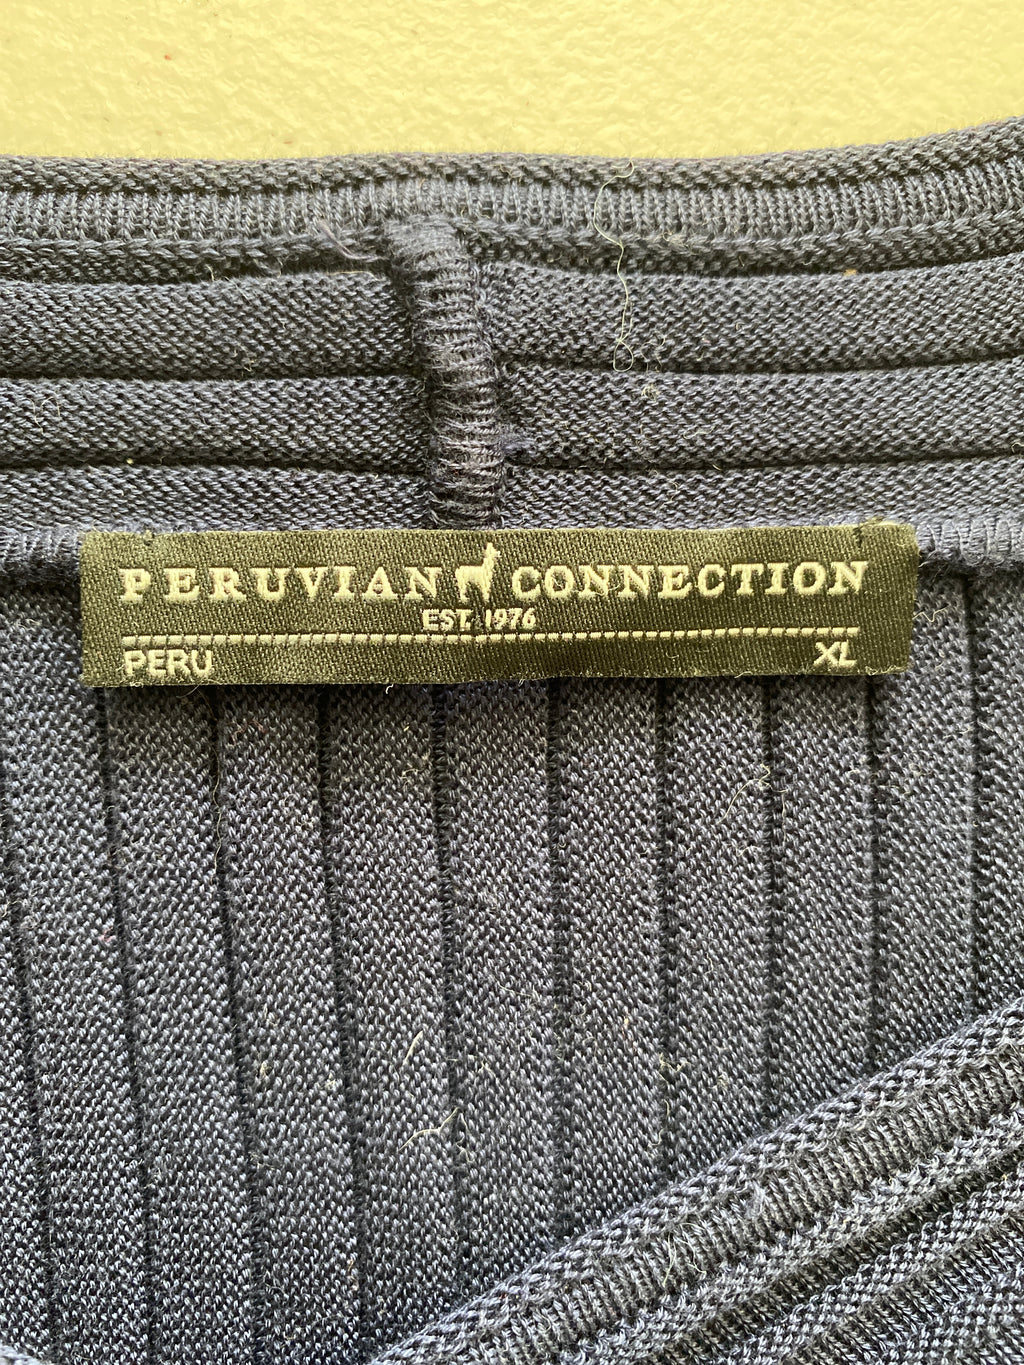 PERUVIAN CONNECTION
EST. 1976
PERU XL